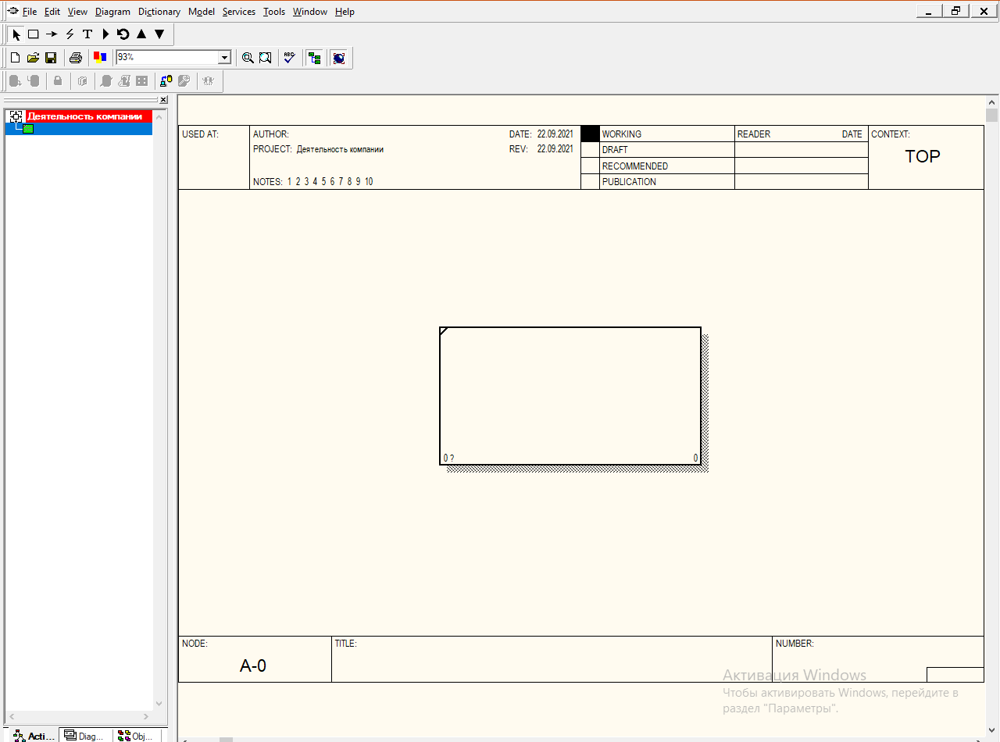 File Edit View Diagram Dictionary Model Services Tools Window Help
T
93%
ABC
Деятельность компании
USED AT: AUTHOR: DATE: 22.09.2021 WORKING READER DATE CONTEXT:
PROJECT: Деятельность компании REV: 22.09.2021 DRAFT TOP
RECOMMENDED
NOTES: 1 2 3 4 5 6 7 8 9 10 PUBLICATION
0 ? 0
NODE: TITLE: NUMBER:
A-0
Активация Windows
Чтобы активировать Windows, перейдите в
раздел "Параметры".
Acti... Diag... Obj...